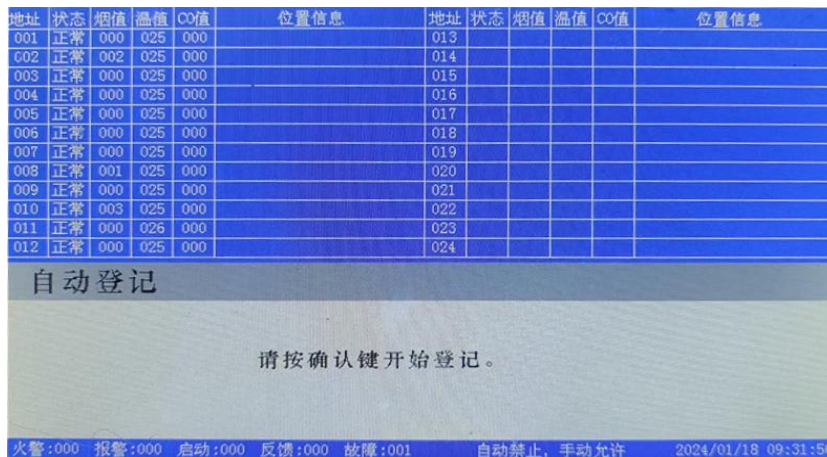 地址 状态 烟值 温值 CO值 位置信息 地址 状态 烟值 温值 CO值 位置信息
001 正常 000 025 000 013
002 正常 002 025 000 014
003 正常 000 025 000 015
004 正常 000 025 000 016
005 正常 000 025 000 017
006 正常 000 025 000 018
007 正常 000 025 000 019
008 正常 001 025 000 020
009 正常 000 025 000 021
010 正常 003 025 000 022
011 正常 000 026 000 023
012 正常 000 025 000 024
自动登记
请按确认键开始登记。
火警:000 报警:000 启动:000 反馈:000 故障:001 自动禁止，手动允许 2024/01/18 09:31:50